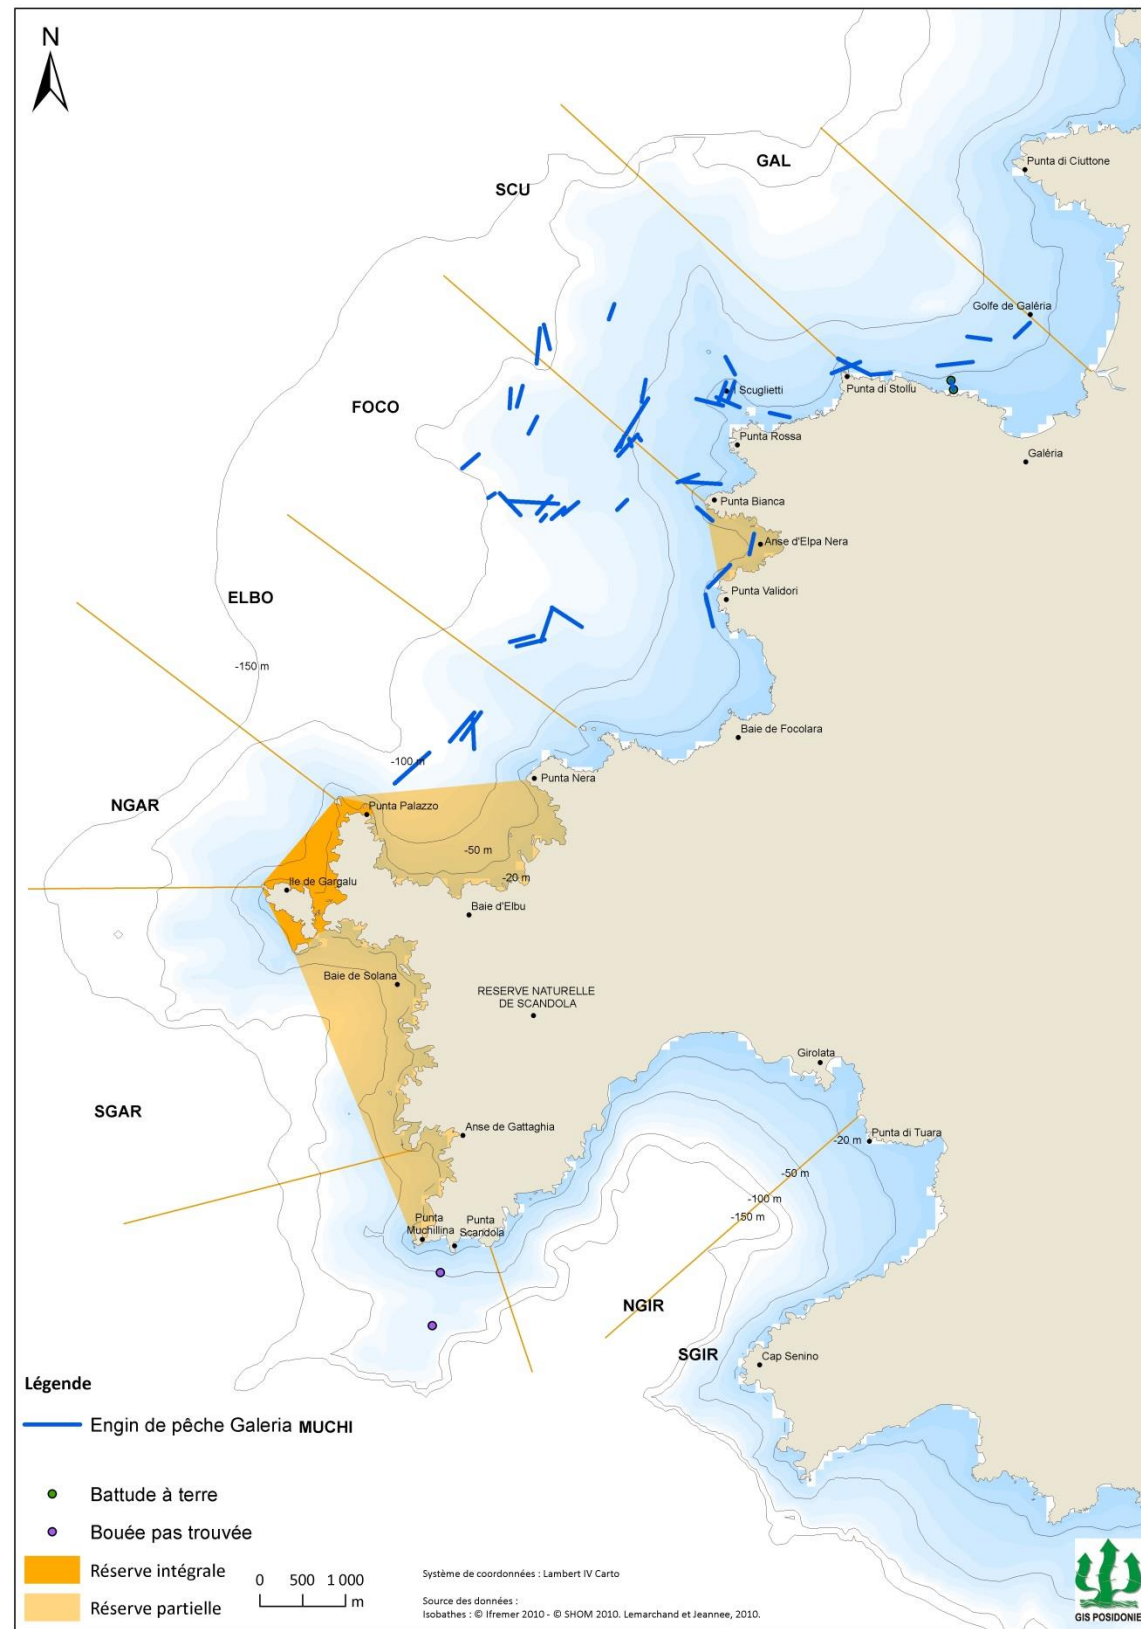 N
GAL
Punta di Ciuttone
SCU
Golfe de Galéria
FOCO
I Scuglietti
Punta di Stollu
Punta Rossa
Galéria
Punta Bianca
Anse d'Elpa Nera
ELBO
Punta Validori
-150 m
Baie de Focolara
-100 m
Punta Nera
NGAR
Punta Palazzo
-50 m
-20 m
Ile de Gargalu
Baie d'Elbu
Baie de Solana
RESERVE NATURELLE
DE SCANDOLA
Girolata
SGAR
Anse de Gattaghia
Punta di Tuara
-20 m
-50 m
-100 m
-150 m
Punta
Muchillina
Punta
Scandola
NGIR
SGIR
Cap Senino
Légende
Engin de pêche Galeria MUCHI
Battude à terre
Bouée pas trouvée
Réserve intégrale
Réserve partielle
0 500 1 000
m
Système de coordonnées : Lambert IV Carto
Source des données :
Isobathes : © Ifremer 2010 - © SHOM 2010. Lemarchand et Jeannee, 2010.
GIS POSIDONIE